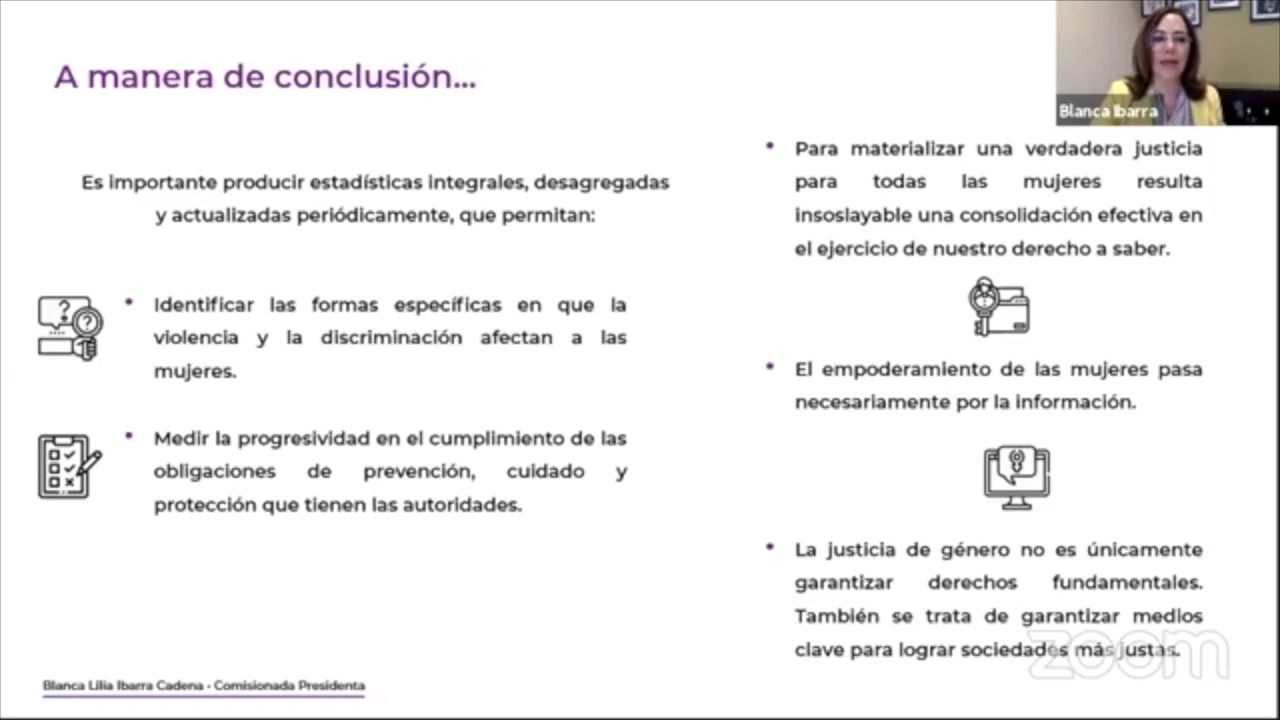 A manera de conclusión...
Es importante producir estadísticas integrales, desagregadas
y actualizadas periódicamente, que permitan:
• Identificar las formas específicas en que la
violencia y la discriminación afectan a las
mujeres.
• Medir la progresividad en el cumplimiento de las
obligaciones de prevención, cuidado y
protección que tienen las autoridades.
Blanca Ibarra
• Para materializar una verdadera justicia
para todas las mujeres resulta
insoslayable una consolidación efectiva en
el ejercicio de nuestro derecho a saber.
• El empoderamiento de las mujeres pasa
necesariamente por la información.
• La justicia de género no es únicamente
garantizar derechos fundamentales.
También se trata de garantizar medios
clave para lograr sociedades más justas.
zoom
Blanca Lilia Ibarra Cadena - Comisionada Presidenta